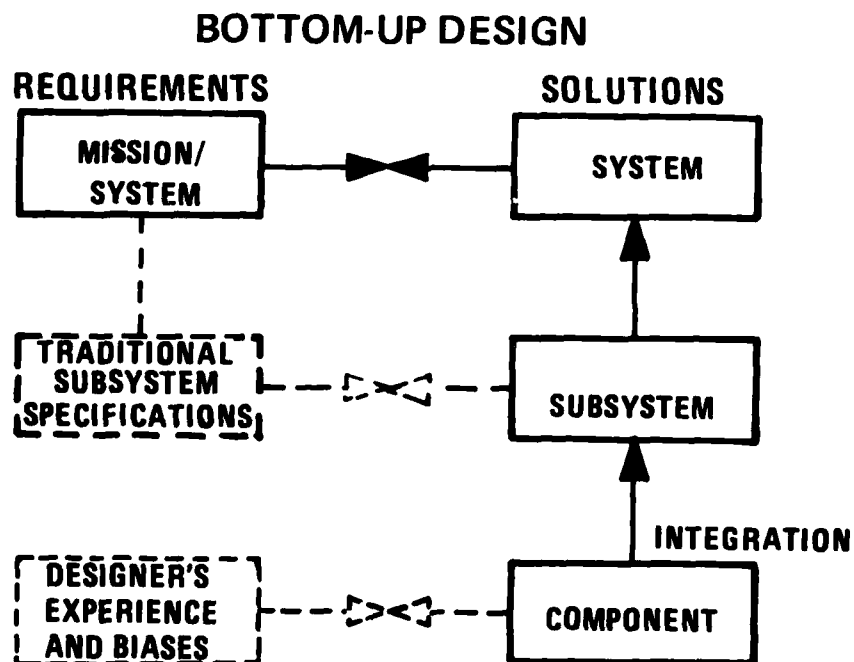 BOTTOM-UP DESIGN
REQUIREMENTS
SOLUTIONS
MISSION/
SYSTEM
SYSTEM
TRADITIONAL
SUBSYSTEM
SPECIFICATIONS
SUBSYSTEM
INTEGRATION
DESIGNER'S
EXPERIENCE
AND BIASES
COMPONENT